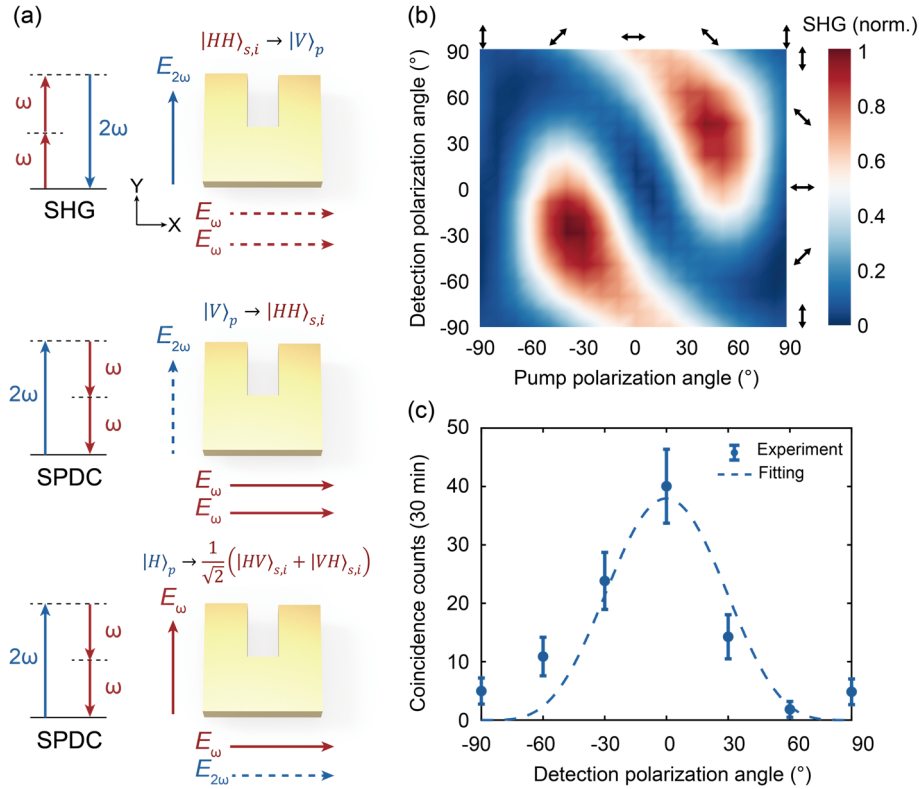 (a)
|HH⟩s,i → |V⟩p
E2ω
ω
ω
2ω
SHG
Y
X
Eω
Eω
|V⟩p → |HH⟩s,i
E2ω
2ω
ω
ω
SPDC
Eω
Eω
|H⟩p → 1/√2 (|HV⟩s,i + |VH⟩s,i)
Eω
2ω
ω
ω
SPDC
Eω
E2ω
(b)
SHG (norm.)
Detection polarization angle (°)
90
60
30
0
-30
-60
-90
-90 -60 -30 0 30 60 90
Pump polarization angle (°)
1
0.8
0.6
0.4
0.2
0
(c)
Coincidence counts (30 min)
50
40
30
20
10
0
Experiment
Fitting
-90 -60 -30 0 30 60 90
Detection polarization angle (°)